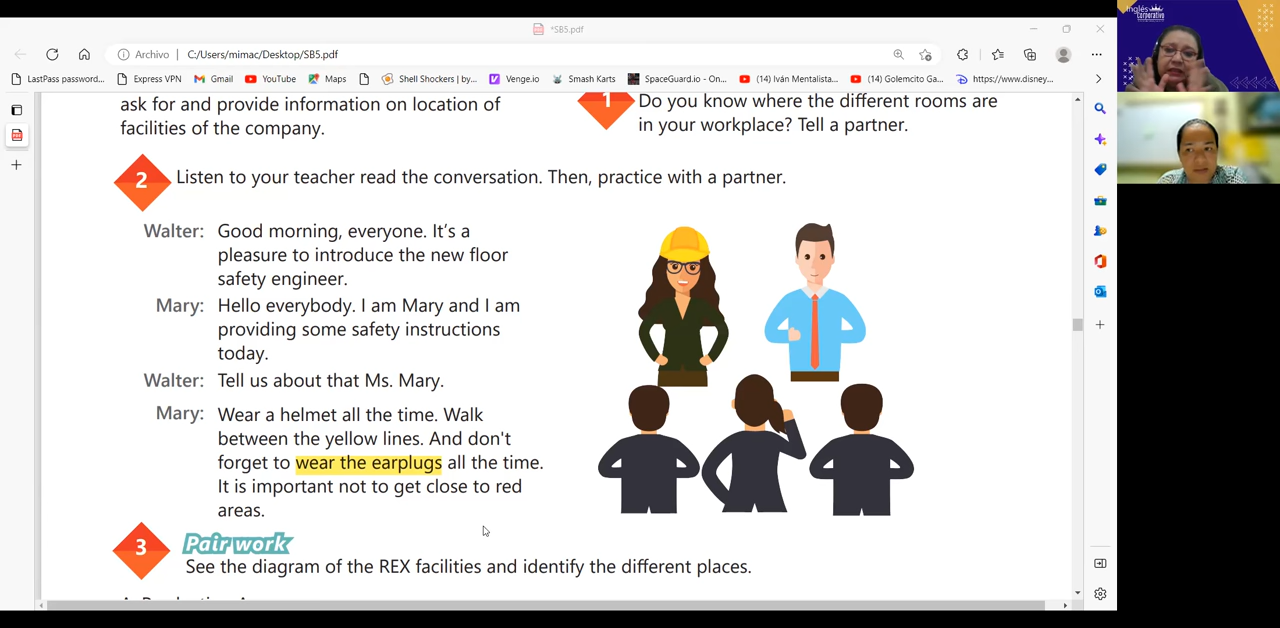 *SB5.pdf
Archivo | C:/Users/mimac/Desktop/SB5.pdf
LastPass password... Express VPN Gmail YouTube Maps Shell Shockers | by... Venge.io Smash Karts SpaceGuard.io - On... (14) Iván Mentalista... (14) Golemcito Ga... https://www.disney...
Inglés
Corporativo
ask for and provide information on location of
facilities of the company.
1 Do you know where the different rooms are
in your workplace? Tell a partner.
2 Listen to your teacher read the conversation. Then, practice with a partner.
Walter: Good morning, everyone. It's a
pleasure to introduce the new floor
safety engineer.
Mary: Hello everybody. I am Mary and I am
providing some safety instructions
today.
Walter: Tell us about that Ms. Mary.
Mary: Wear a helmet all the time. Walk
between the yellow lines. And don't
forget to wear the earplugs all the time.
It is important not to get close to red
areas.
3 Pair work
See the diagram of the REX facilities and identify the different places.